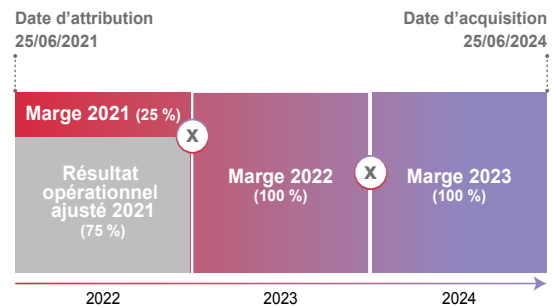 Date d'attribution
25/06/2021
Date d'acquisition
25/06/2024
Marge 2021 (25 %)
X
Résultat
opérationnel
ajusté 2021
(75 %)
Marge 2022
(100 %)
X
Marge 2023
(100 %)
2022
2023
2024